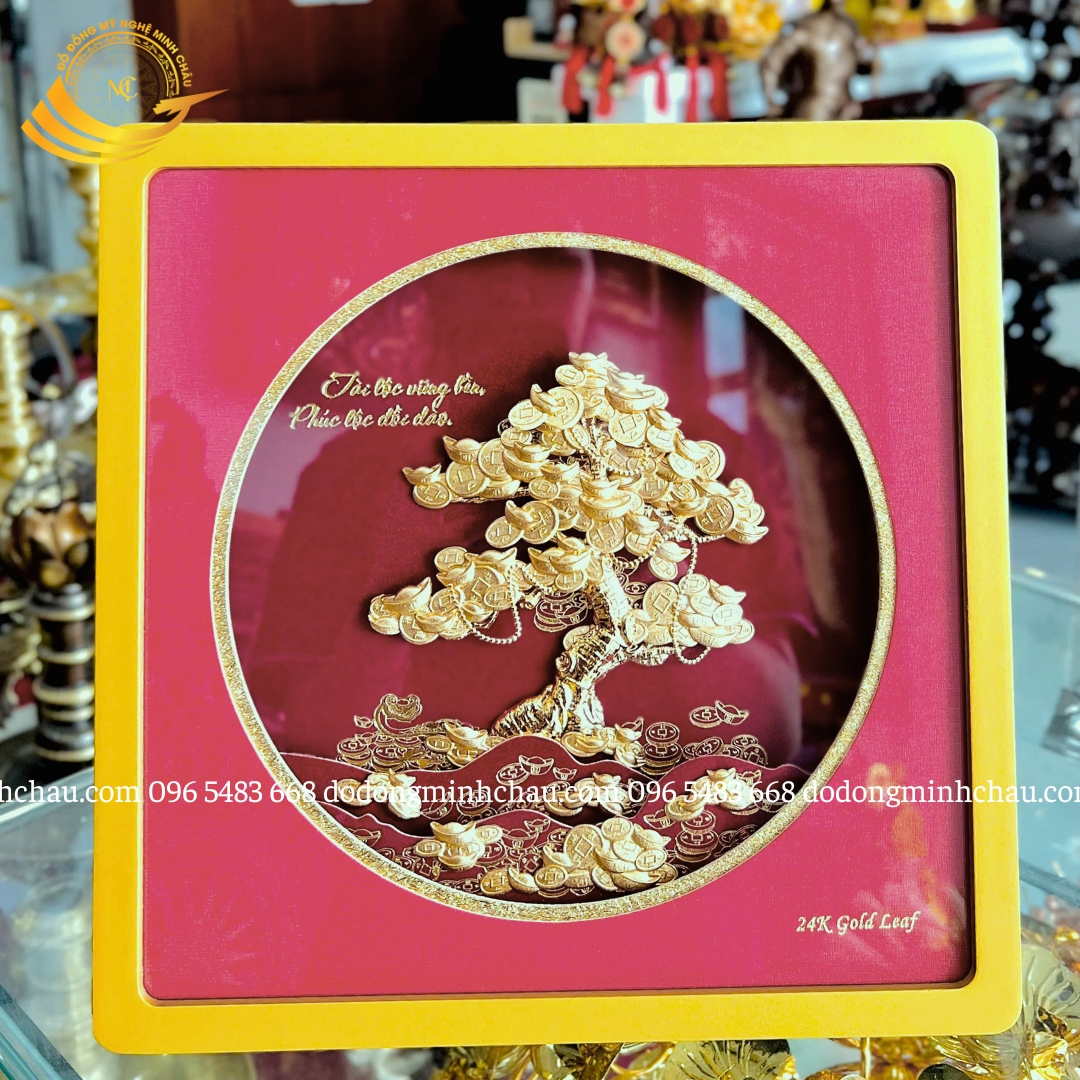 ĐỒ ĐỒNG MỸ NGHỆ MINH CHÂU
MC
Tài lộc vững bền,
Phúc lộc dồi dào.
hchau.com 096 5483 668 dodongminhchau.com 096 5483 668 dodongminhchau.com
24K Gold Leaf